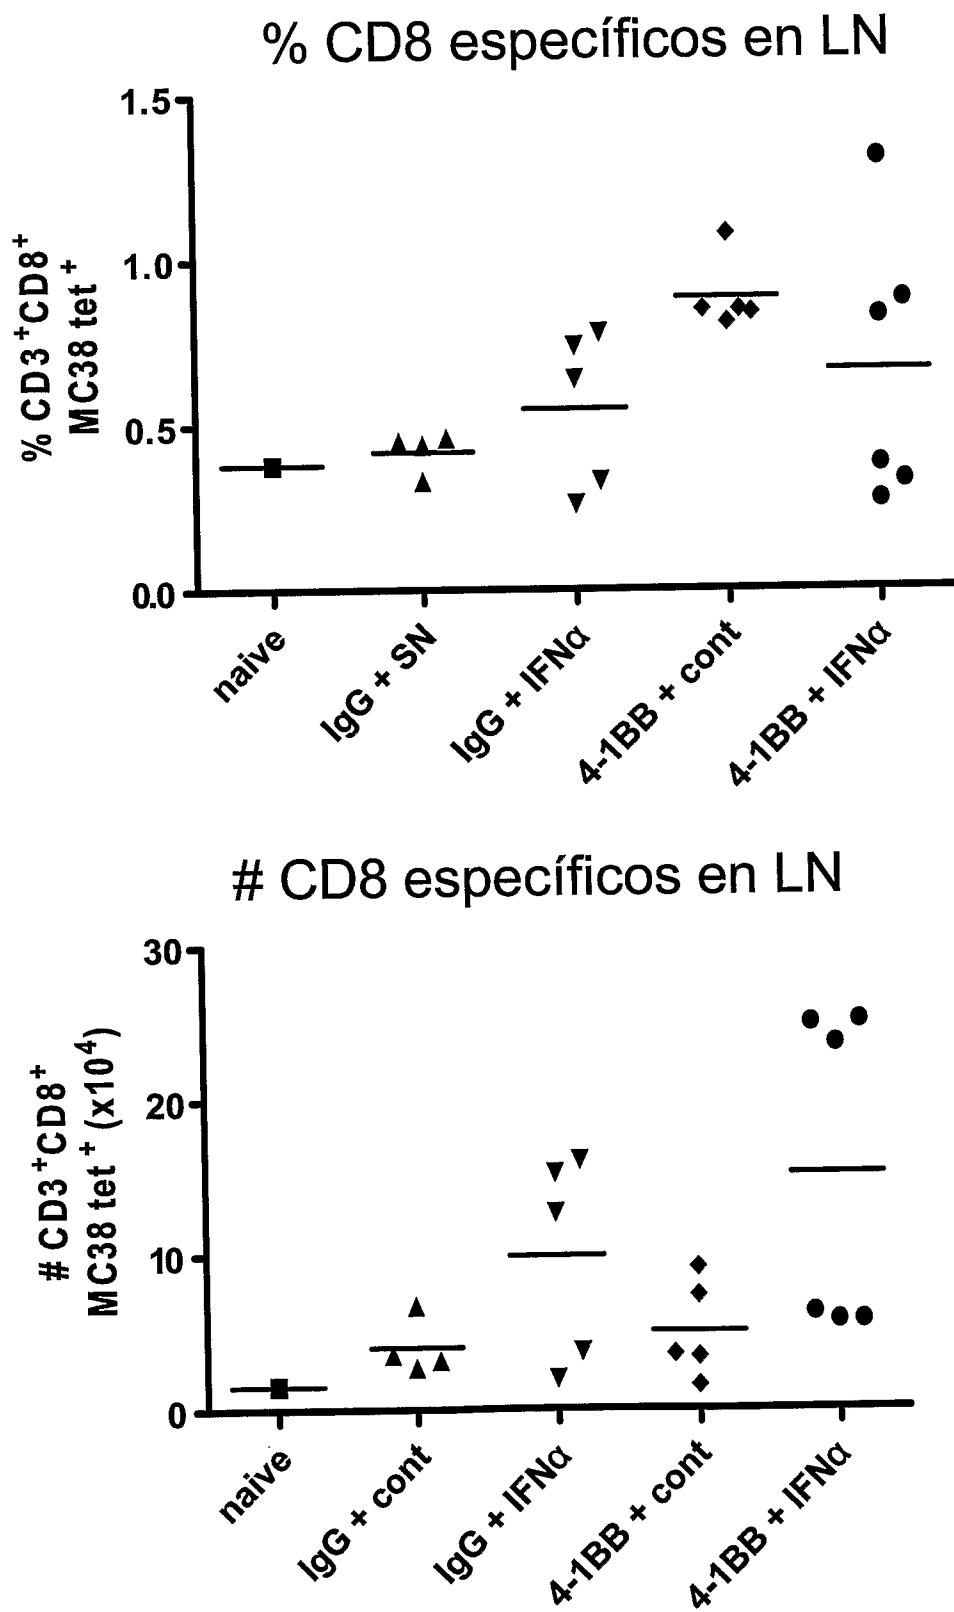 % CD8 específicos en LN
% CD3⁺CD8⁺
MC38 tet⁺
1.5
1.0
0.5
0.0
naive
IgG + SN
IgG + IFNα
4-1BB + cont
4-1BB + IFNα
# CD8 específicos en LN
# CD3⁺CD8⁺
MC38 tet⁺ (x10⁴)
30
20
10
0
naive
IgG + cont
IgG + IFNα
4-1BB + cont
4-1BB + IFNα